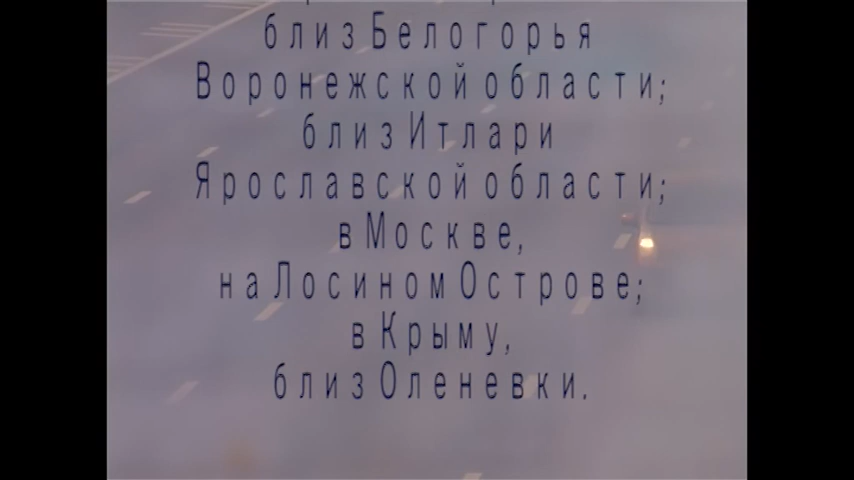 близ Белогорья
Воронежской области;
близ Итлари
Ярославской области;
в Москве,
на Лосином Острове;
в Крыму,
близ Оленевки.